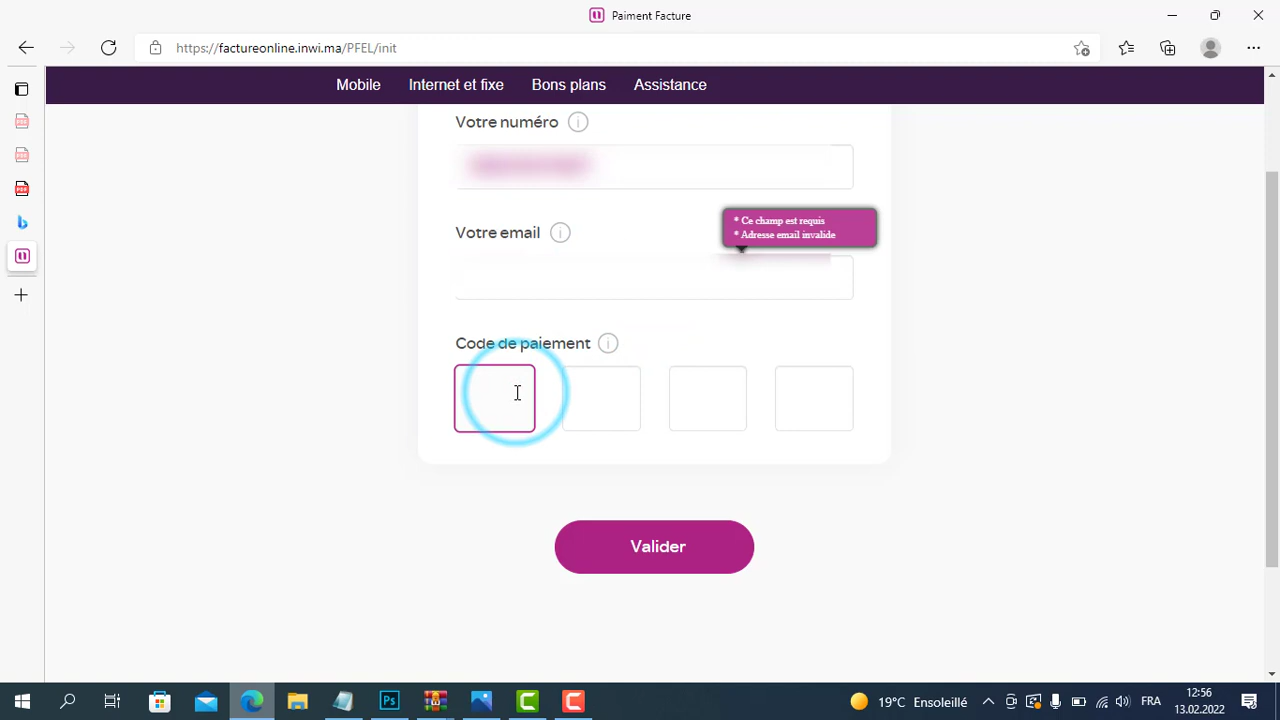 Paiment Facture
https://factureonline.inwi.ma/PFEL/init
Mobile Internet et fixe Bons plans Assistance
Votre numéro
* Ce champ est requis
* Adresse email invalide
Votre email
Code de paiement
Valider
19°C Ensoleillé FRA 12:56
13.02.2022